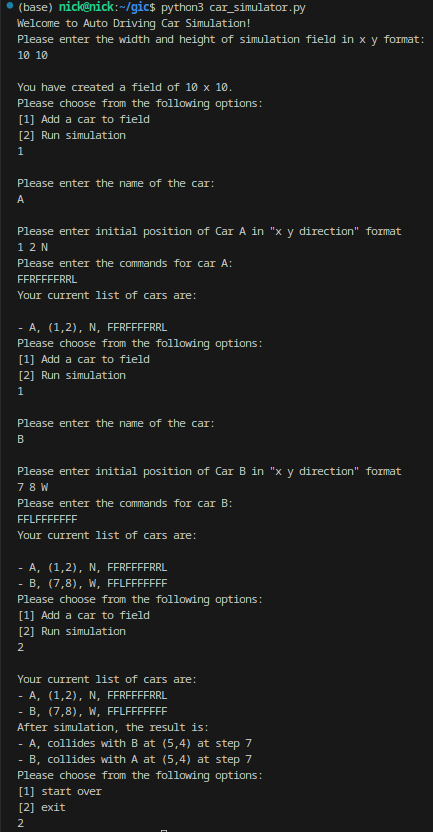 (base) nick@nick:~/gic$ python3 car_simulator.py
Welcome to Auto Driving Car Simulation!
Please enter the width and height of simulation field in x y format:
10 10
You have created a field of 10 x 10.
Please choose from the following options:
[1] Add a car to field
[2] Run simulation
1
Please enter the name of the car:
A
Please enter initial position of Car A in "x y direction" format
1 2 N
Please enter the commands for car A:
FFRFFFFRRL
Your current list of cars are:
- A, (1,2), N, FFRFFFFRRL
Please choose from the following options:
[1] Add a car to field
[2] Run simulation
1
Please enter the name of the car:
B
Please enter initial position of Car B in "x y direction" format
7 8 W
Please enter the commands for car B:
FFLFFFFFFF
Your current list of cars are:
- A, (1,2), N, FFRFFFFRRL
- B, (7,8), W, FFLFFFFFFF
Please choose from the following options:
[1] Add a car to field
[2] Run simulation
2
Your current list of cars are:
- A, (1,2), N, FFRFFFFRRL
- B, (7,8), W, FFLFFFFFFF
After simulation, the result is:
- A, collides with B at (5,4) at step 7
- B, collides with A at (5,4) at step 7
Please choose from the following options:
[1] start over
[2] exit
2